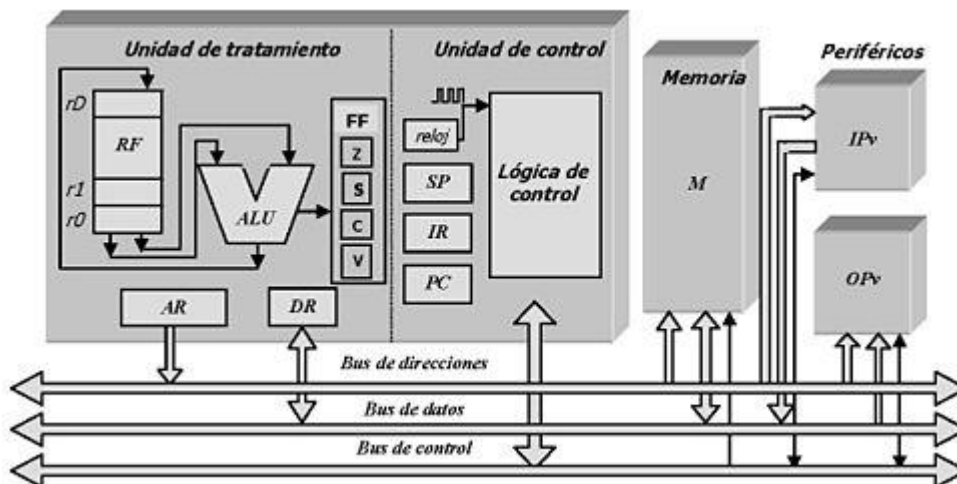 Unidad de tratamiento
Unidad de control
Memoria
Periféricos
rD
RF
r1
r0
ALU
FF
Z
S
C
V
reloj
SP
IR
PC
Lógica de
control
M
IPv
OPv
AR
DR
Bus de direcciones
Bus de datos
Bus de control